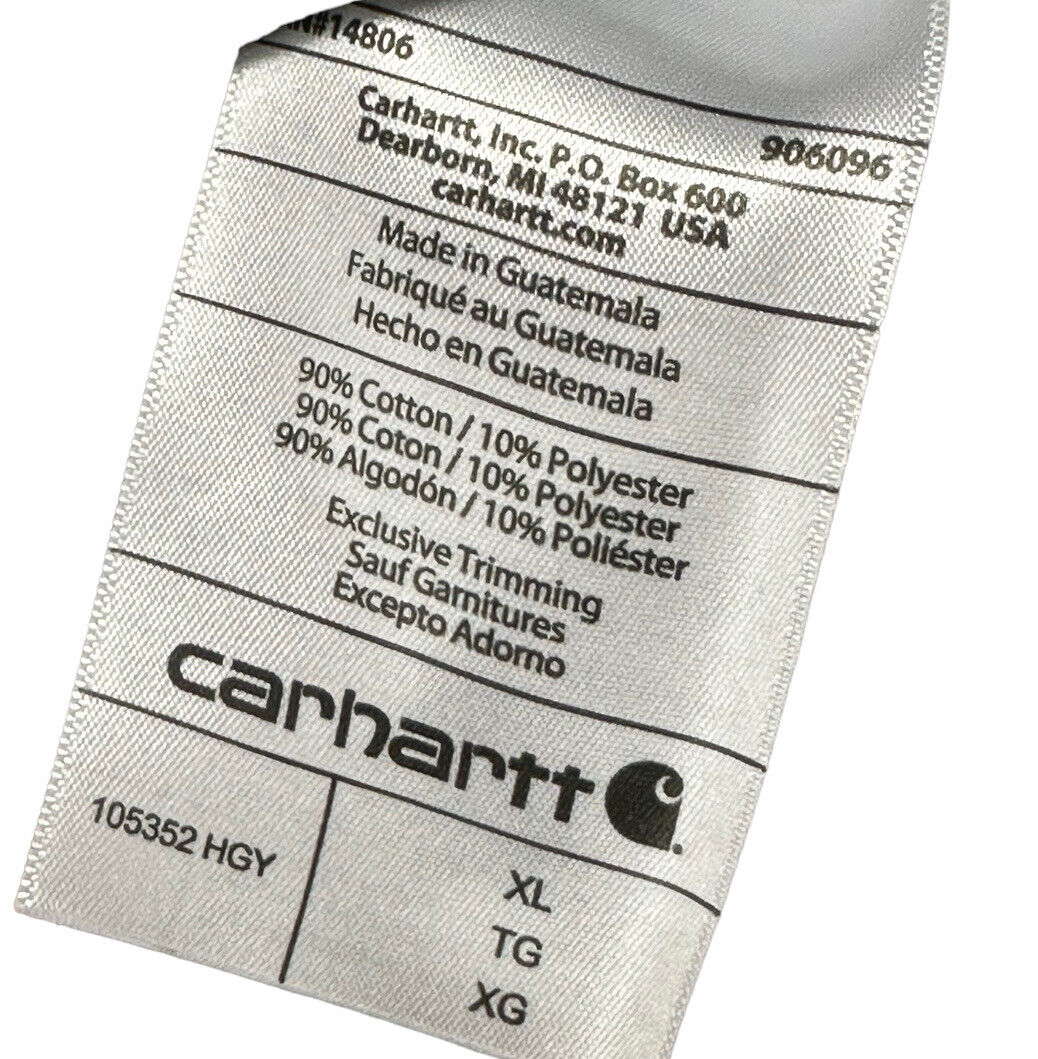 #14806
906096
Carhartt, Inc. P.O. Box 600
Dearborn, MI 48121 USA
carhartt.com
Made in Guatemala
Fabriqué au Guatemala
Hecho en Guatemala
90% Cotton / 10% Polyester
90% Coton / 10% Polyester
90% Algodón / 10% Poliéster
Exclusive Trimming
Sauf Garnitures
Excepto Adorno
carhartt
105352 HGY
XL
TG
XG